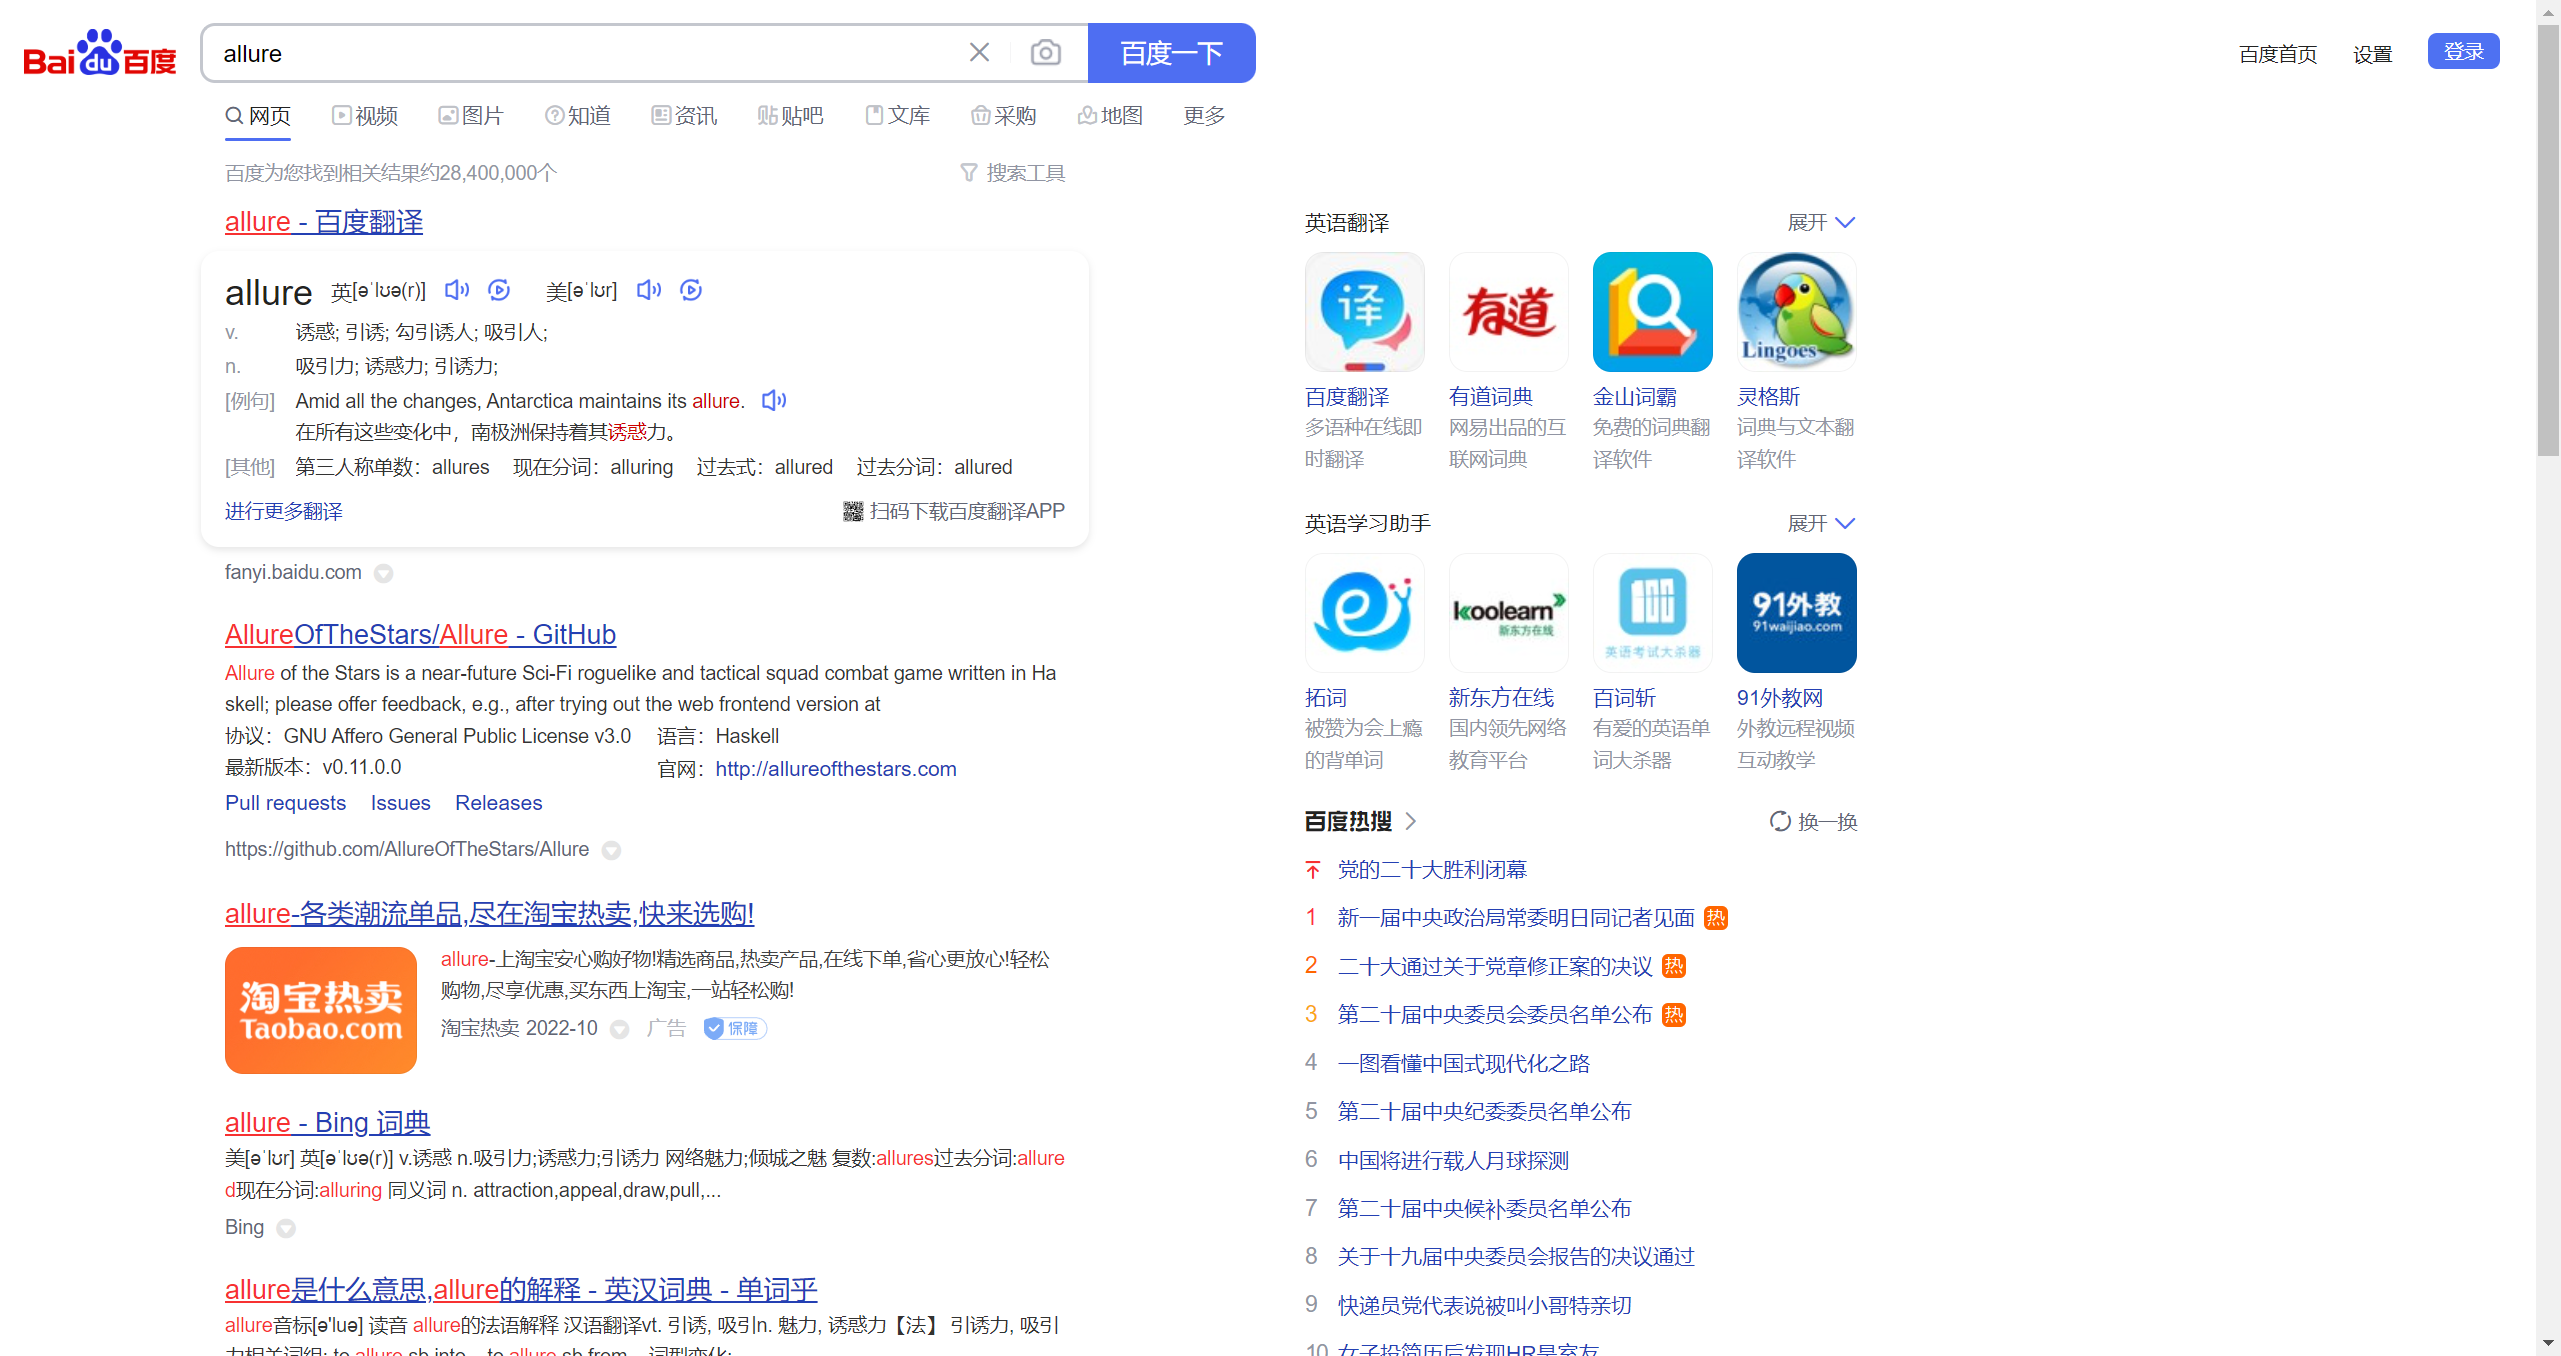 Bai du 百度
allure
百度一下
百度首页 设置 登录
网页 视频 图片 知道 资讯 贴吧 文库 采购 地图 更多
百度为您找到相关结果约28,400,000个
搜索工具
allure - 百度翻译
allure 英[əˈlʊə(r)] 美[əˈlʊr]
v. 诱惑; 引诱; 勾引诱人; 吸引人;
n. 吸引力; 诱惑力; 引诱力;
[例句] Amid all the changes, Antarctica maintains its allure.
在所有这些变化中，南极洲保持着其诱惑力。
[其他] 第三人称单数：allures 现在分词：alluring 过去式：allured 过去分词：allured
进行更多翻译 扫码下载百度翻译APP
fanyi.baidu.com
AllureOfTheStars/Allure - GitHub
Allure of the Stars is a near-future Sci-Fi roguelike and tactical squad combat game written in Ha
skell; please offer feedback, e.g., after trying out the web frontend version at
协议：GNU Affero General Public License v3.0 语言：Haskell
最新版本：v0.11.0.0 官网：http://allureofthestars.com
Pull requests Issues Releases
https://github.com/AllureOfTheStars/Allure
allure-各类潮流单品,尽在淘宝热卖,快来选购!
淘宝热卖
Taobao.com
allure-上淘宝安心购好物!精选商品,热卖产品,在线下单,省心更放心!轻松
购物,尽享优惠,买东西上淘宝,一站轻松购!
淘宝热卖 2022-10 广告 保障
allure - Bing 词典
美[əˈlʊr] 英[əˈlʊə(r)] v.诱惑 n.吸引力;诱惑力;引诱力 网络魅力;倾城之魅 复数:allures过去分词:allure
d现在分词:alluring 同义词 n. attraction,appeal,draw,pull,...
Bing
allure是什么意思,allure的解释 - 英汉词典 - 单词乎
allure音标[ə'luə] 读音 allure的法语解释 汉语翻译vt. 引诱, 吸引n. 魅力, 诱惑力【法】 引诱力, 吸引
英语翻译 展开
译
有道
Lingoes
百度翻译 有道词典 金山词霸 灵格斯
多语种在线即 网易出品的互 免费的词典翻 词典与文本翻
时翻译 联网词典 译软件 译软件
英语学习助手 展开
koolearn
新东方在线
英语考试大杀器
91外教
91waijiao.com
拓词 新东方在线 百词斩 91外教网
被赞为会上瘾 国内领先网络 有爱的英语单 外教远程视频
的背单词 教育平台 词大杀器 互动教学
百度热搜 换一换
党的二十大胜利闭幕
1 新一届中央政治局常委明日同记者见面 热
2 二十大通过关于党章修正案的决议 热
3 第二十届中央委员会委员名单公布 热
4 一图看懂中国式现代化之路
5 第二十届中央纪委委员名单公布
6 中国将进行载人月球探测
7 第二十届中央候补委员名单公布
8 关于十九届中央委员会报告的决议通过
9 快递员党代表说被叫小哥特亲切
10 女子投简历后发现HR是室友